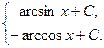 arcsin x+C,
−arccos x+C.